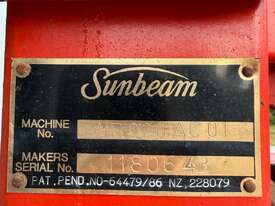 Sunbeam
MACHINE
No.
MAKERS
SERIAL No.
PAT. PEND. NO-64479/86 NZ, 228079